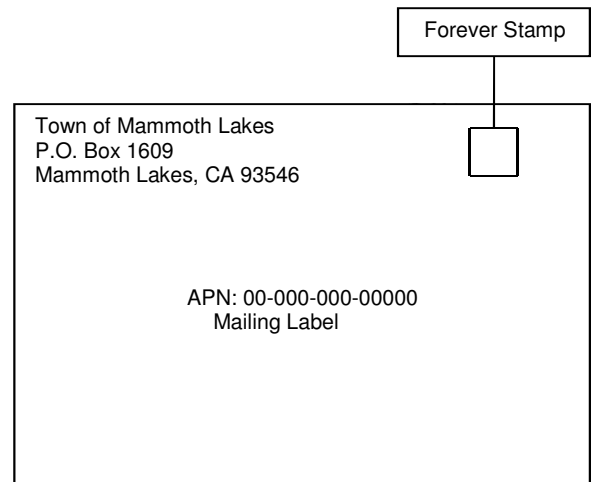 Forever Stamp
Town of Mammoth Lakes
P.O. Box 1609
Mammoth Lakes, CA 93546
APN: 00-000-000-00000
Mailing Label